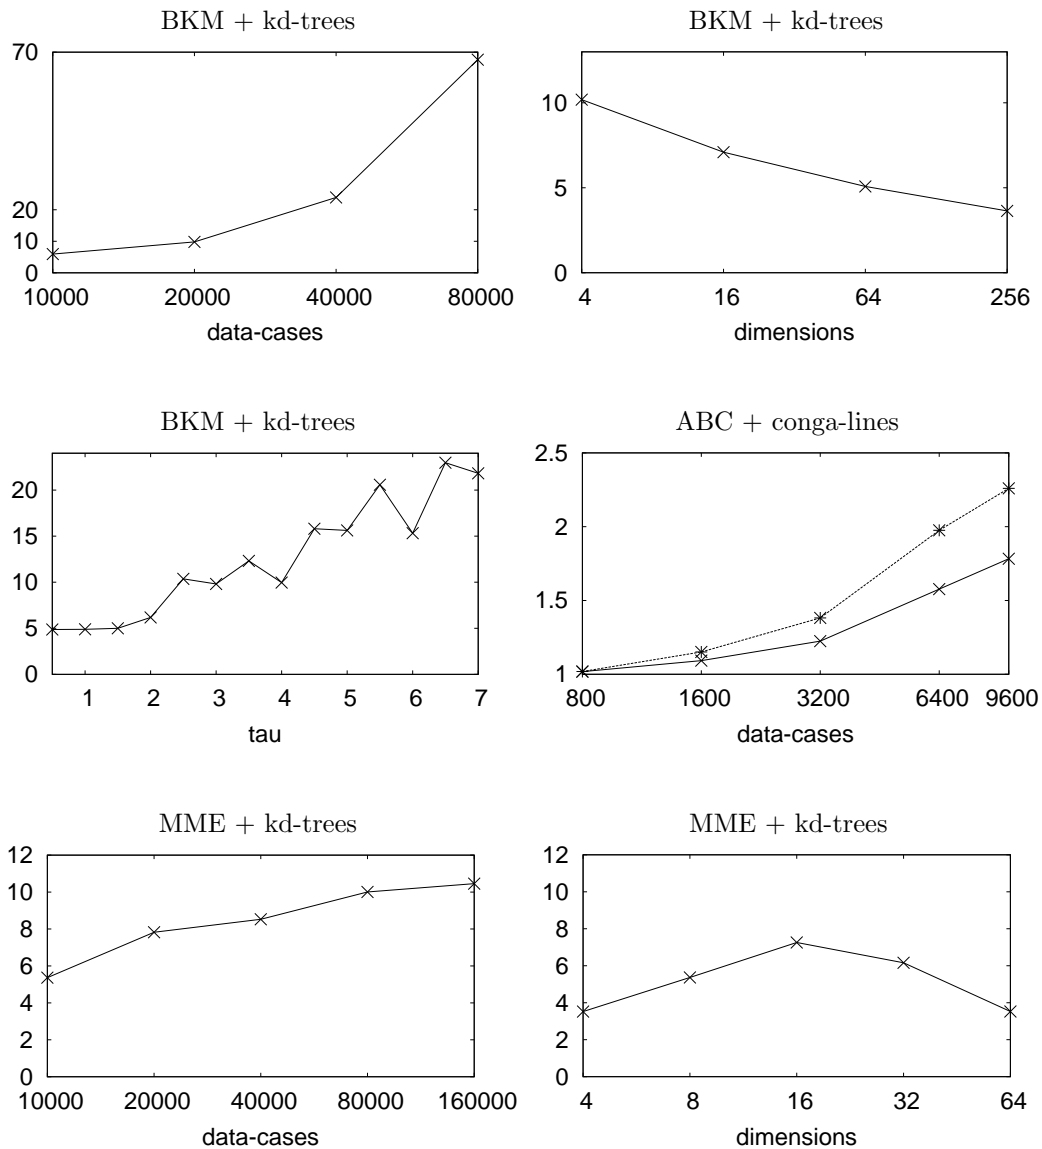 BKM + kd-trees
70
20
10
0
10000 20000 40000 80000
data-cases
BKM + kd-trees
10
5
0
4 16 64 256
dimensions
BKM + kd-trees
20
15
10
5
0
1 2 3 4 5 6 7
tau
ABC + conga-lines
2.5
2
1.5
1
800 1600 3200 6400 9600
data-cases
MME + kd-trees
12
10
8
6
4
2
0
10000 20000 40000 80000 160000
data-cases
MME + kd-trees
12
10
8
6
4
2
0
4 8 16 32 64
dimensions